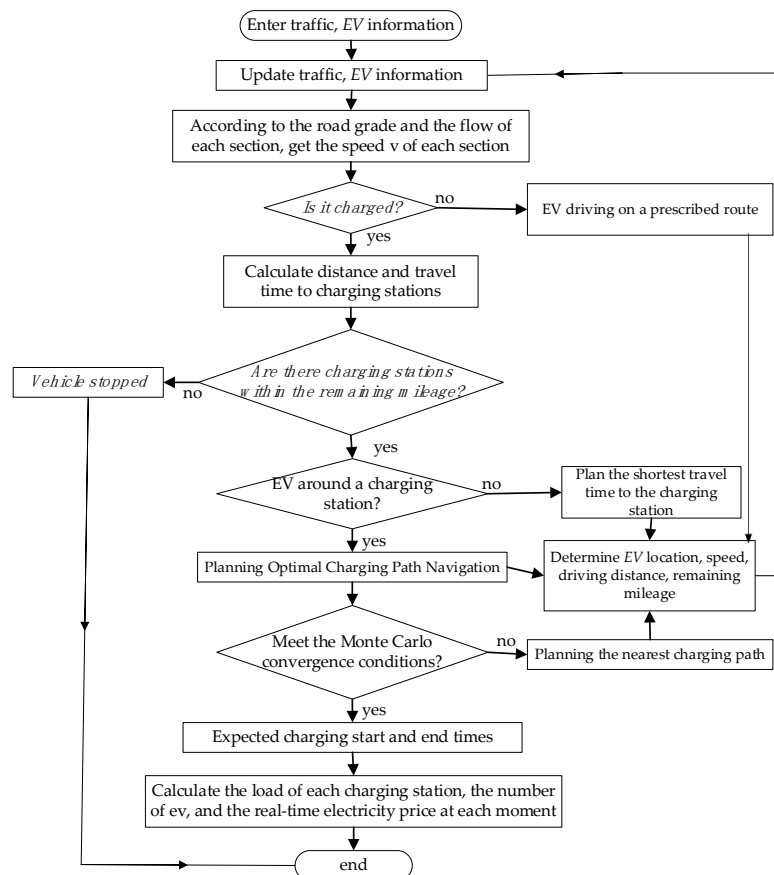 Enter traffic, EV information
Update traffic, EV information
According to the road grade and the flow of
each section, get the speed v of each section
Is it charged?
no
EV driving on a prescribed route
yes
Calculate distance and travel
time to charging stations
Are there charging stations
within the remaining mileage?
no
Vehicle stopped
yes
EV around a charging
station?
no
Plan the shortest travel
time to the charging
station
yes
Planning Optimal Charging Path Navigation
Determine EV location, speed,
driving distance, remaining
mileage
Meet the Monte Carlo
convergence conditions?
no
Planning the nearest charging path
yes
Expected charging start and end times
Calculate the load of each charging station, the number
of ev, and the real-time electricity price at each moment
end